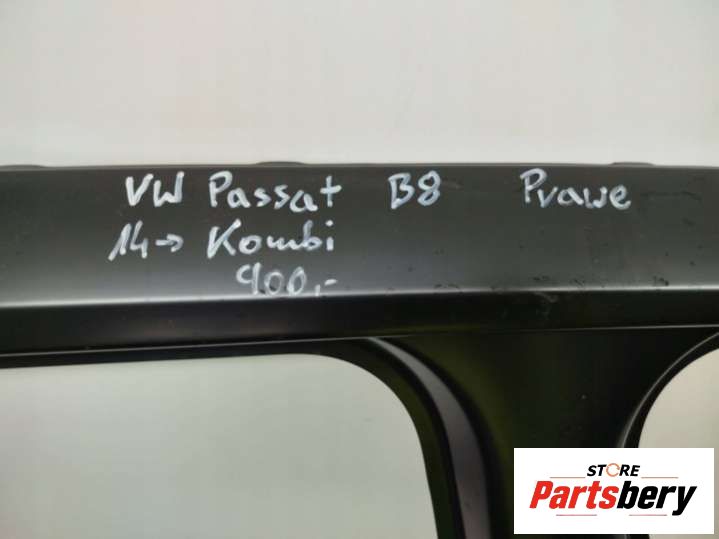 VW Passat B8 Prawe
14→ Kombi
900,-
STORE
Partsbery